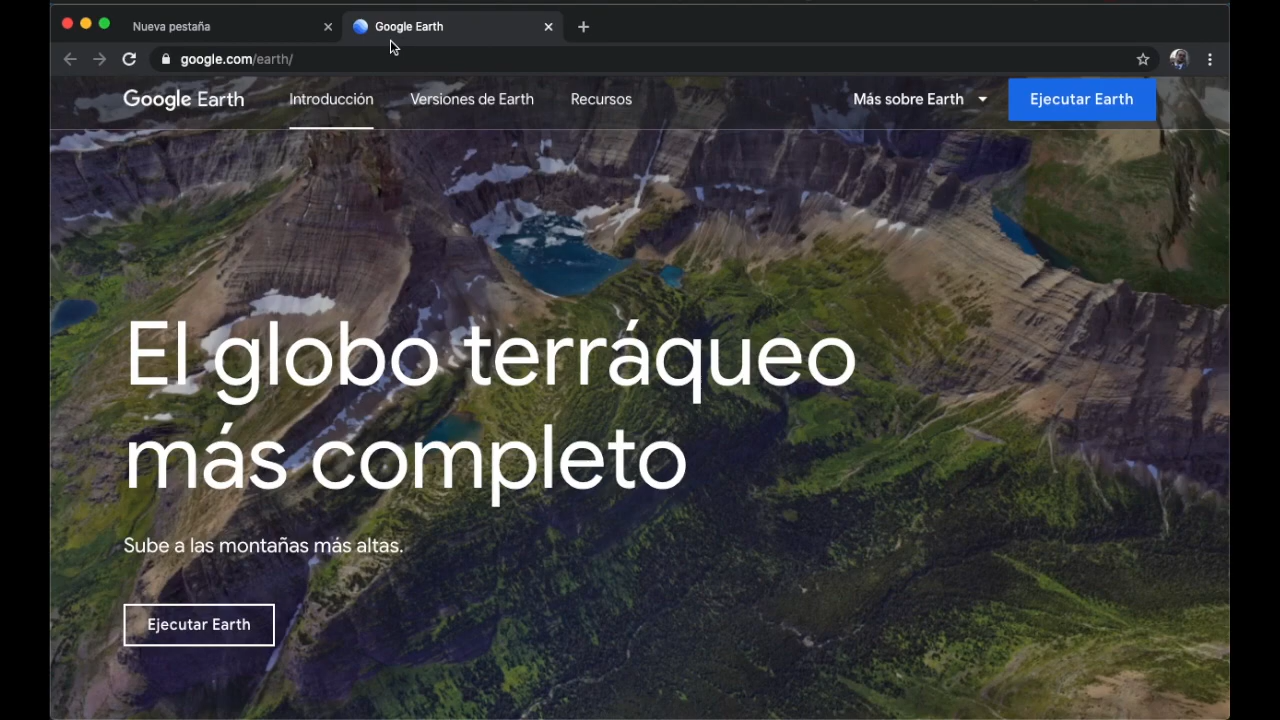 Nueva pestaña
Google Earth
google.com/earth/
Google Earth
Introducción
Versiones de Earth
Recursos
Más sobre Earth
Ejecutar Earth
El globo terráqueo
más completo
Sube a las montañas más altas.
Ejecutar Earth